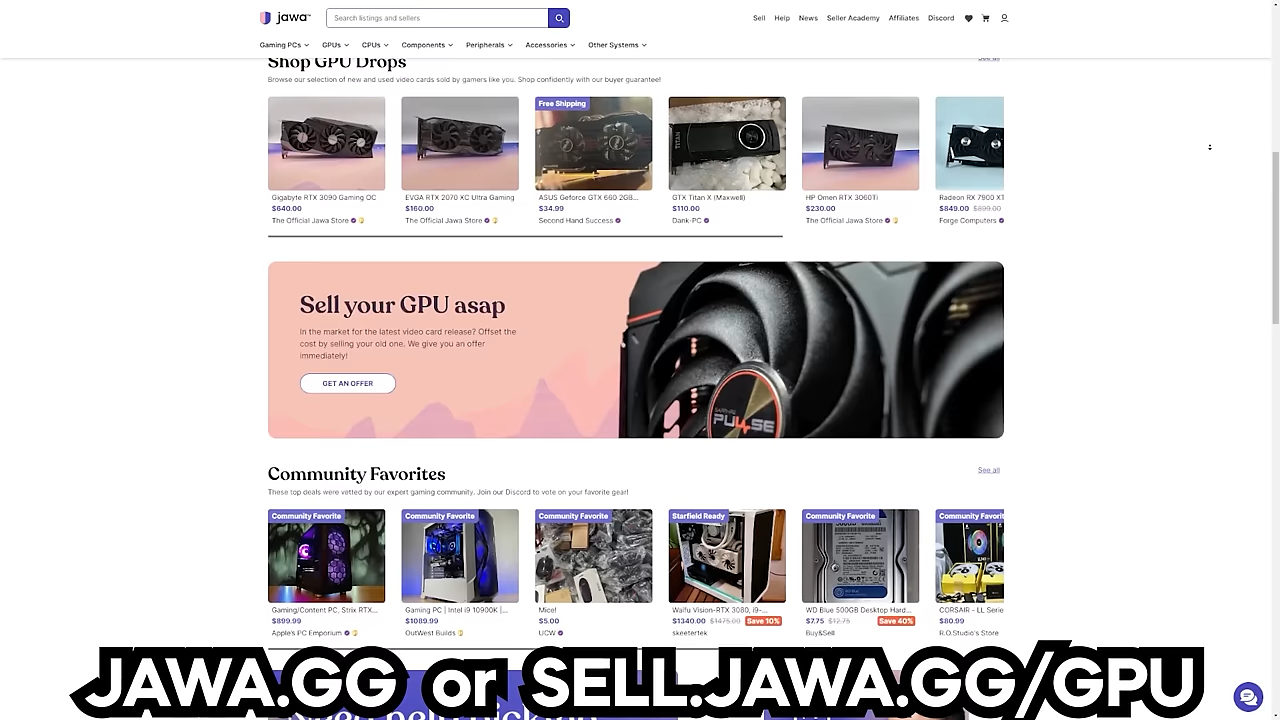 jawa™
Search listings and sellers
Sell Help News Seller Academy Affiliates Discord
Gaming PCs GPUs CPUs Components Peripherals Accessories Other Systems
Shop GPU Drops
See all
Browse our selection of new and used video cards sold by gamers like you. Shop confidently with our buyer guarantee!
Free Shipping
TITAN
Gigabyte RTX 3090 Gaming OC
$640.00
The Official Jawa Store
EVGA RTX 2070 XC Ultra Gaming
$160.00
The Official Jawa Store
ASUS Geforce GTX 660 2GB...
$34.99
Second Hand Success
GTX Titan X (Maxwell)
$110.00
Dank-PC
HP Omen RTX 3060Ti
$230.00
The Official Jawa Store
Radeon RX 7900 XT
$849.00 $899.00
Forge Computers
Sell your GPU asap
In the market for the latest video card release? Offset the
cost by selling your old one. We give you an offer
immediately!
GET AN OFFER
SAPPHIRE
PULSE
Community Favorites
See all
These top deals were vetted by our expert gaming community. Join our Discord to vote on your favorite gear!
Community Favorite
Gaming/Content PC, Strix RTX...
$899.99
Apple's PC Emporium
Community Favorite
Gaming PC | Intel i9 10900K |...
$1089.99
OutWest Builds
Community Favorite
Mice!
$5.00
UCW
Starfield Ready
Waifu Vision-RTX 3080, i9-...
$1340.00 $1475.00 Save 10%
skeetertek
Community Favorite
WD Blue 500GB Desktop Hard...
$7.75 $12.75 Save 40%
Buy&Sell
Community Favorit
CORSAIR - LL Serie
$80.99
R.O.Studio's Store
JAWA.GG or SELL.JAWA.GG/GPU